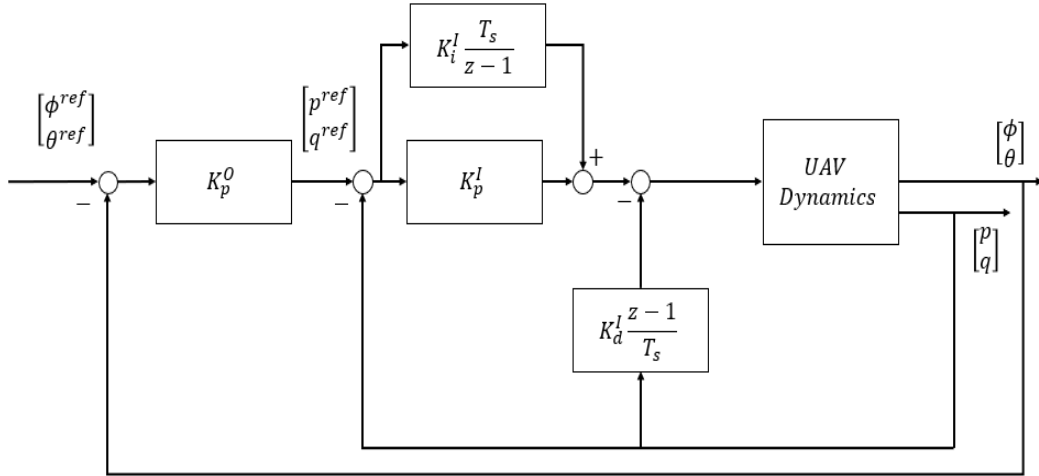 K_i^I T_s
z − 1
[ϕ^{ref}
θ^{ref}]
[p^{ref}
q^{ref}]
K_p^O
K_p^I
+
−
−
−
UAV
Dynamics
[ϕ
θ]
[p
q]
K_d^I z − 1
T_s